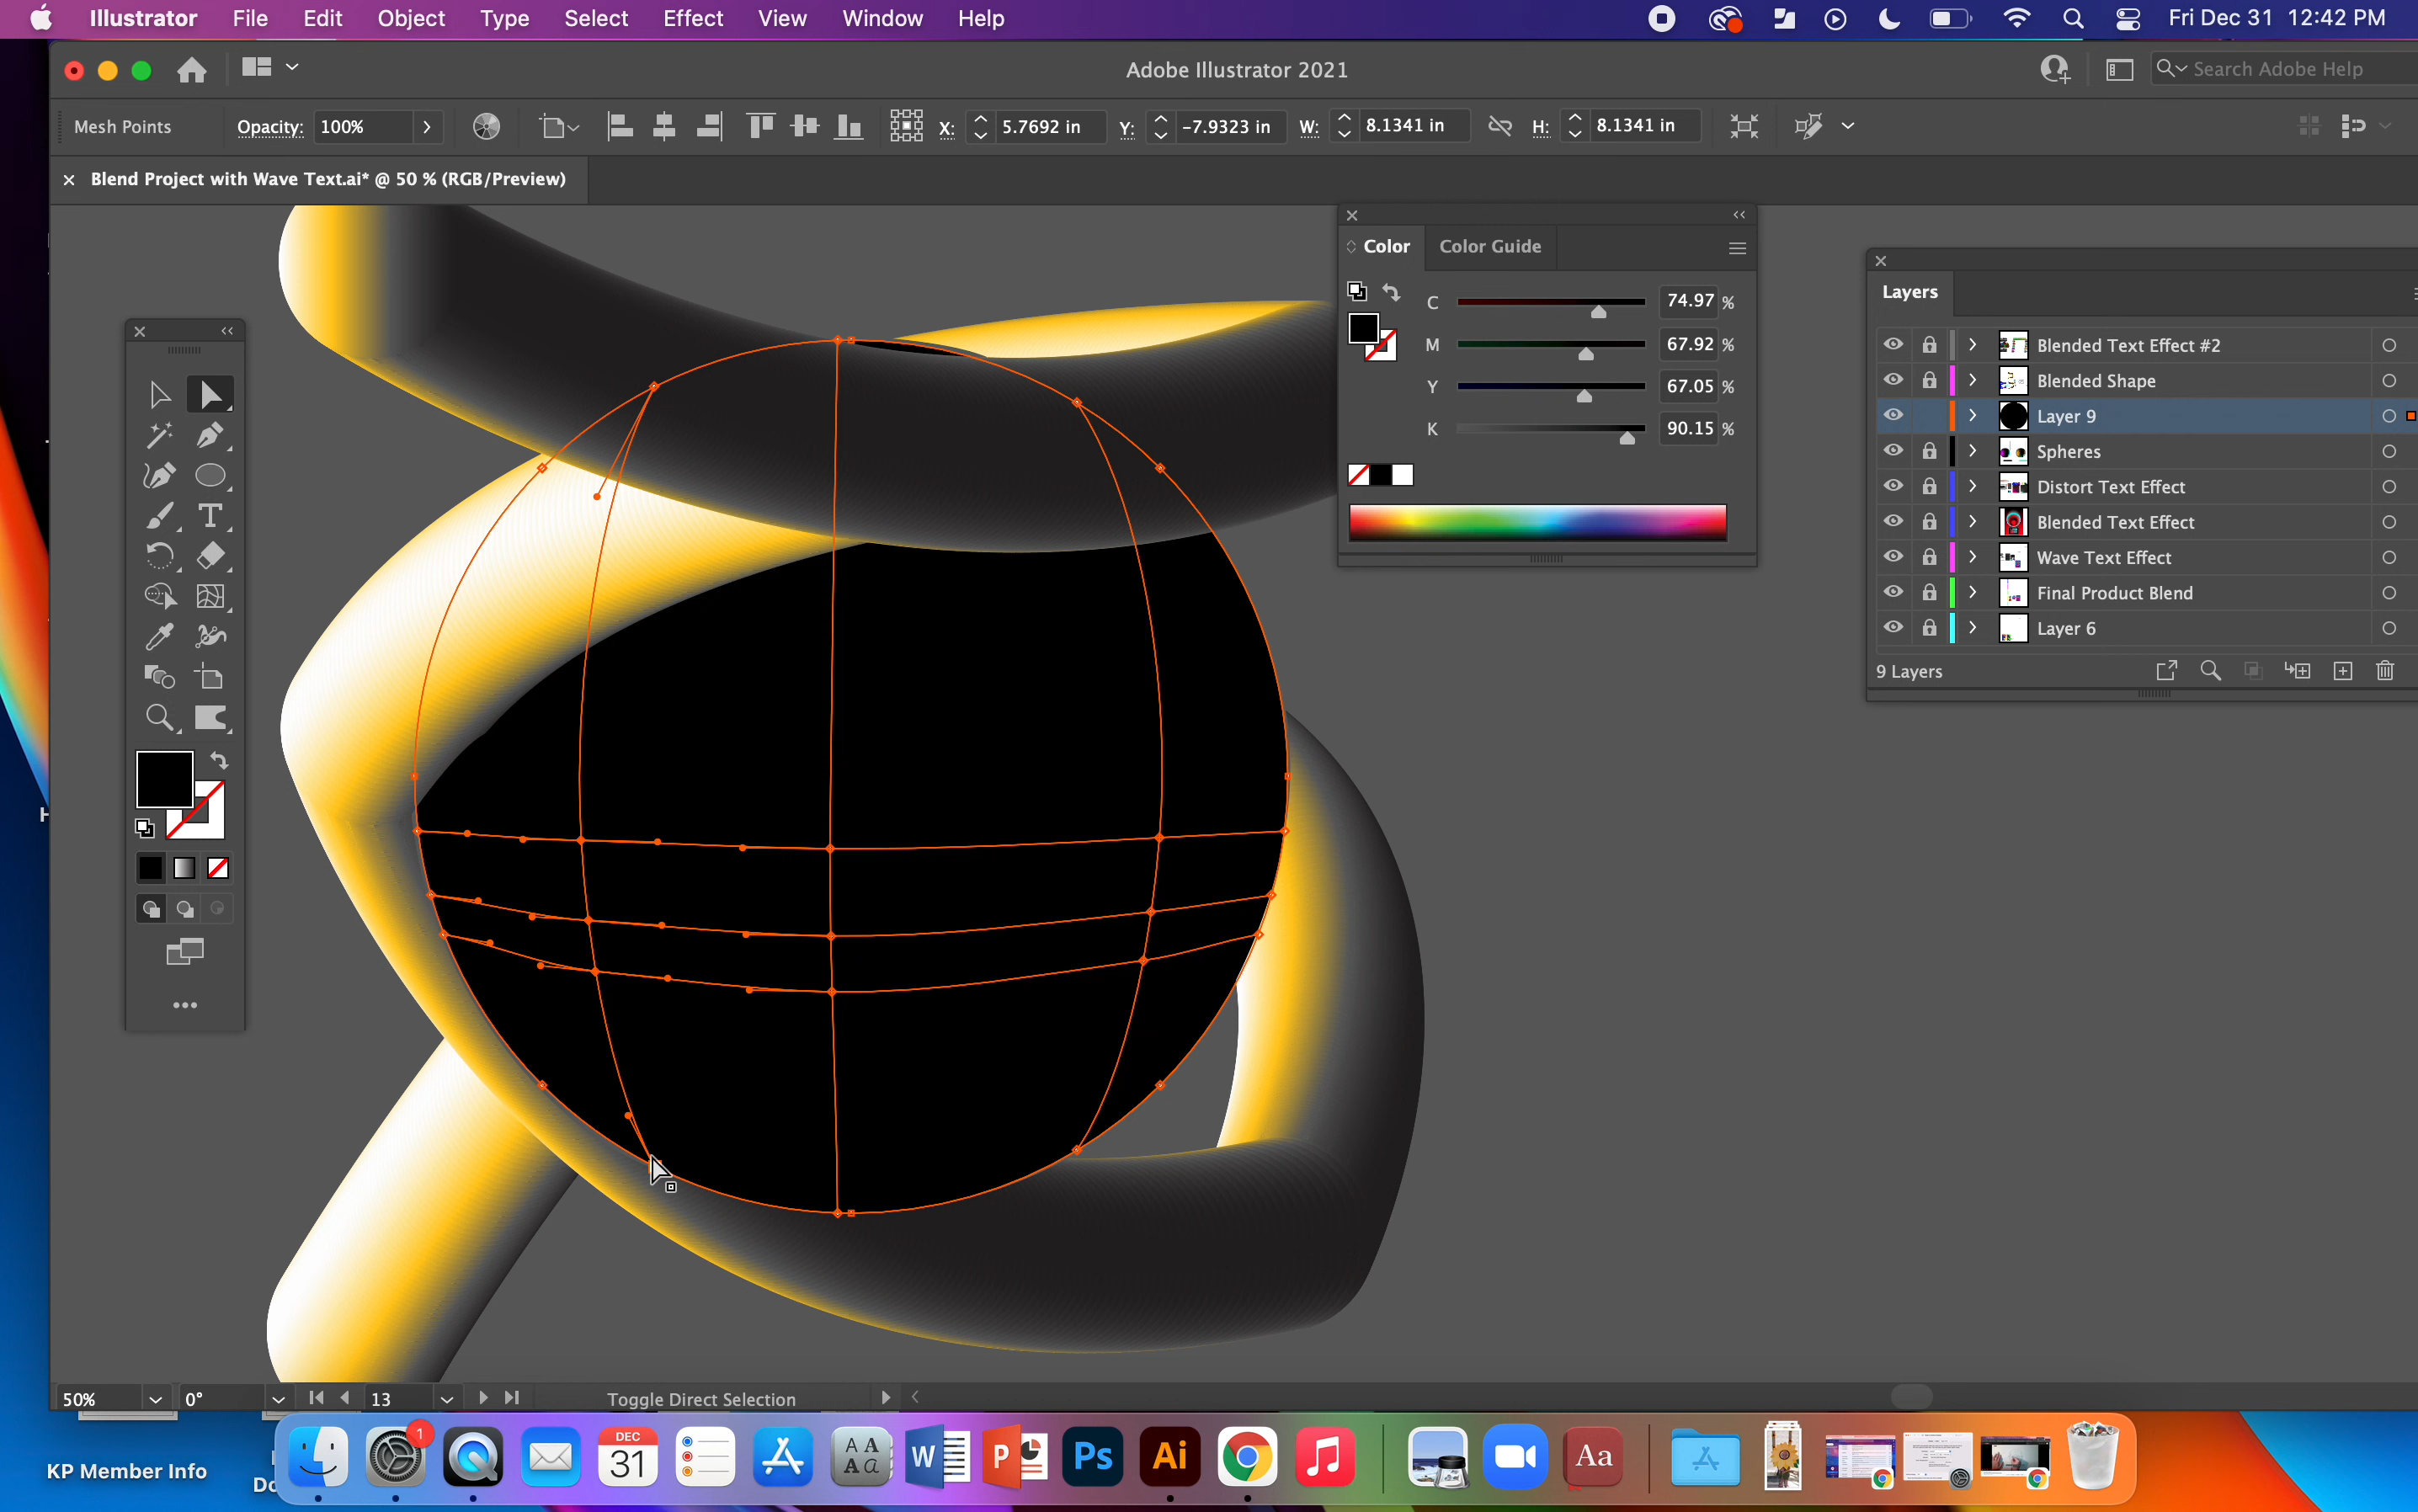 Illustrator File Edit Object Type Select Effect View Window Help Fri Dec 31 12:42 PM
Adobe Illustrator 2021 Search Adobe Help
Mesh Points Opacity: 100% X: 5.7692 in Y: -7.9323 in W: 8.1341 in H: 8.1341 in
× Blend Project with Wave Text.ai* @ 50 % (RGB/Preview)
Color Color Guide
C 74.97 %
M 67.92 %
Y 67.05 %
K 90.15 %
Layers
Blended Text Effect #2
Blended Shape
Layer 9
Spheres
Distort Text Effect
Blended Text Effect
Wave Text Effect
Final Product Blend
Layer 6
9 Layers
T
50% 0° 13 Toggle Direct Selection
1
DEC
31
A A
A a
W
P
Ps
Ai
Aa
KP Member Info